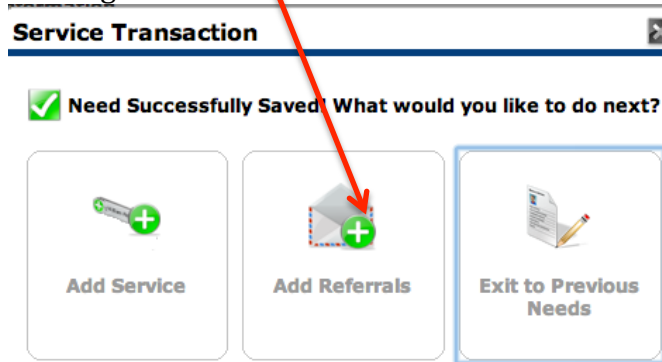 Service Transaction
Need Successfully Saved! What would you like to do next?
Add Service
Add Referrals
Exit to Previous
Needs